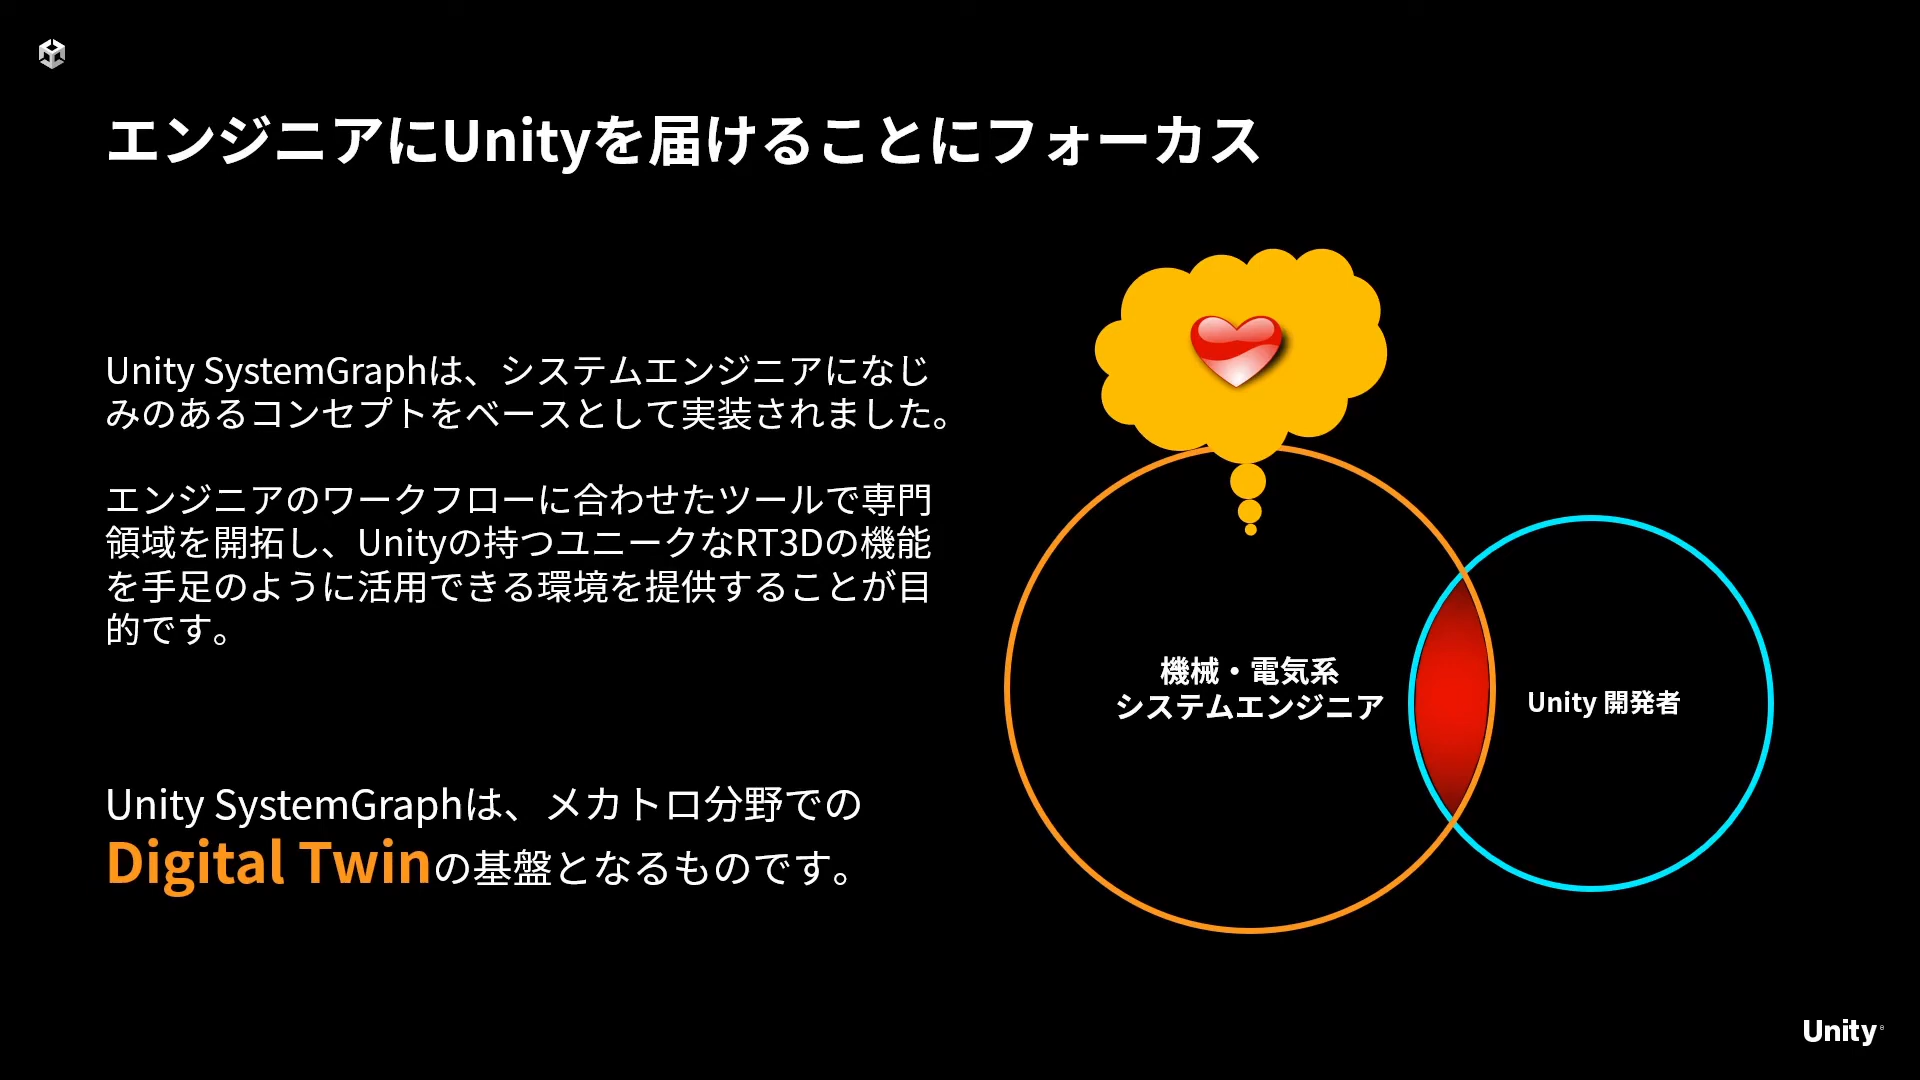 エンジニアにUnityを届けることにフォーカス
Unity SystemGraphは、システムエンジニアになじ
みのあるコンセプトをベースとして実装されました。
エンジニアのワークフローに合わせたツールで専門
領域を開拓し、Unityの持つユニークなRT3Dの機能
を手足のように活用できる環境を提供することが目
的です。
Unity SystemGraphは、メカトロ分野での
Digital Twinの基盤となるものです。
機械・電気系
システムエンジニア
Unity 開発者
Unity